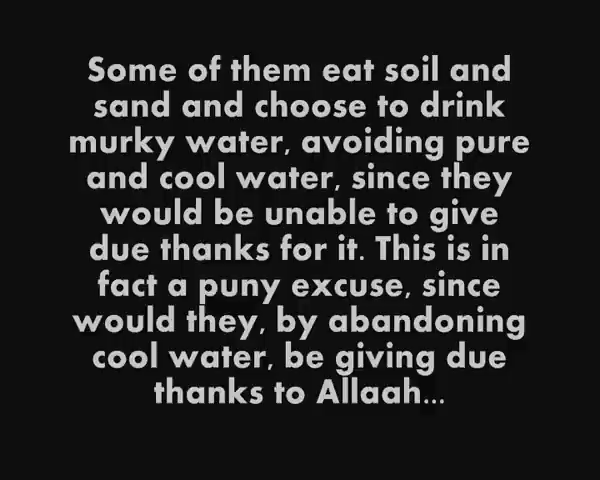 Some of them eat soil and
sand and choose to drink
murky water, avoiding pure
and cool water, since they
would be unable to give
due thanks for it. This is in
fact a puny excuse, since
would they, by abandoning
cool water, be giving due
thanks to Allaah...